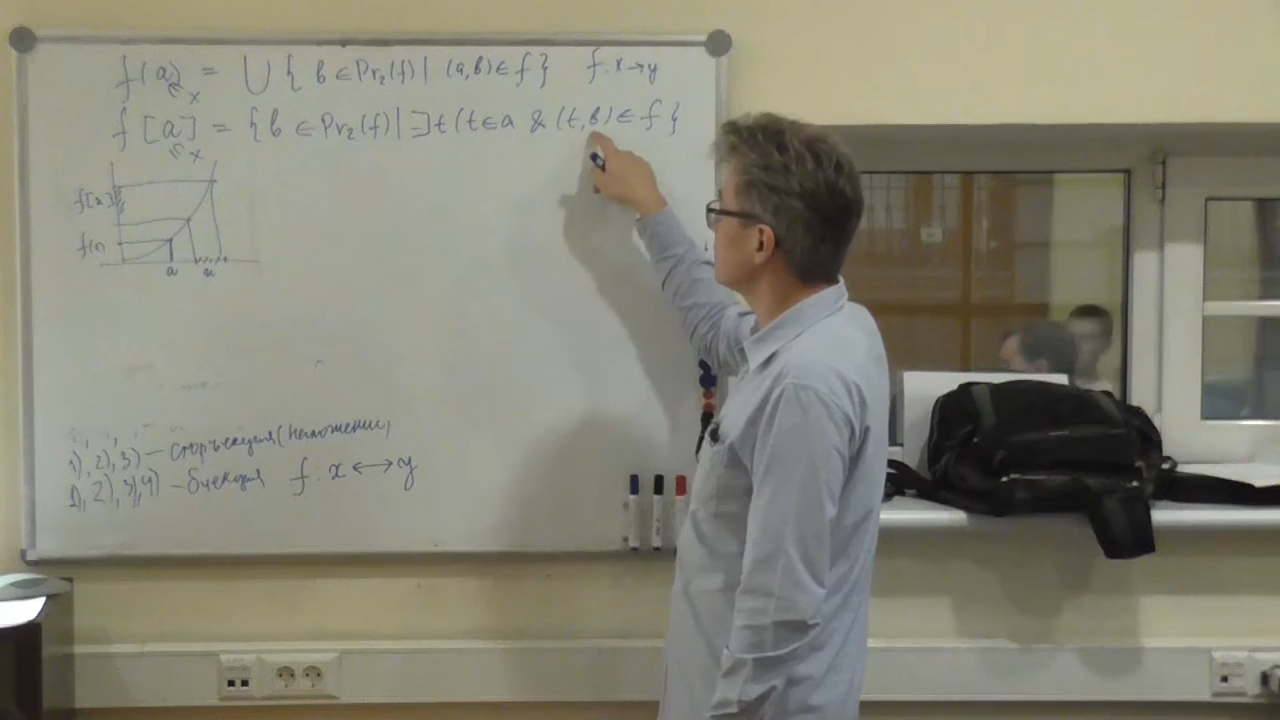 f(a) = ∪ { b ∈ Pr₂(f) | (a,b) ∈ f } f: x → y
∈ x
f[a] = { b ∈ Pr₂(f) | ∃t (t ∈ a & (t,b) ∈ f }
⊆ x
f[a]
f(a)
a a
1), 2), 3) – сюръекция (наложение)
1), 2), 3), 4) – биекция f: x ↔ y